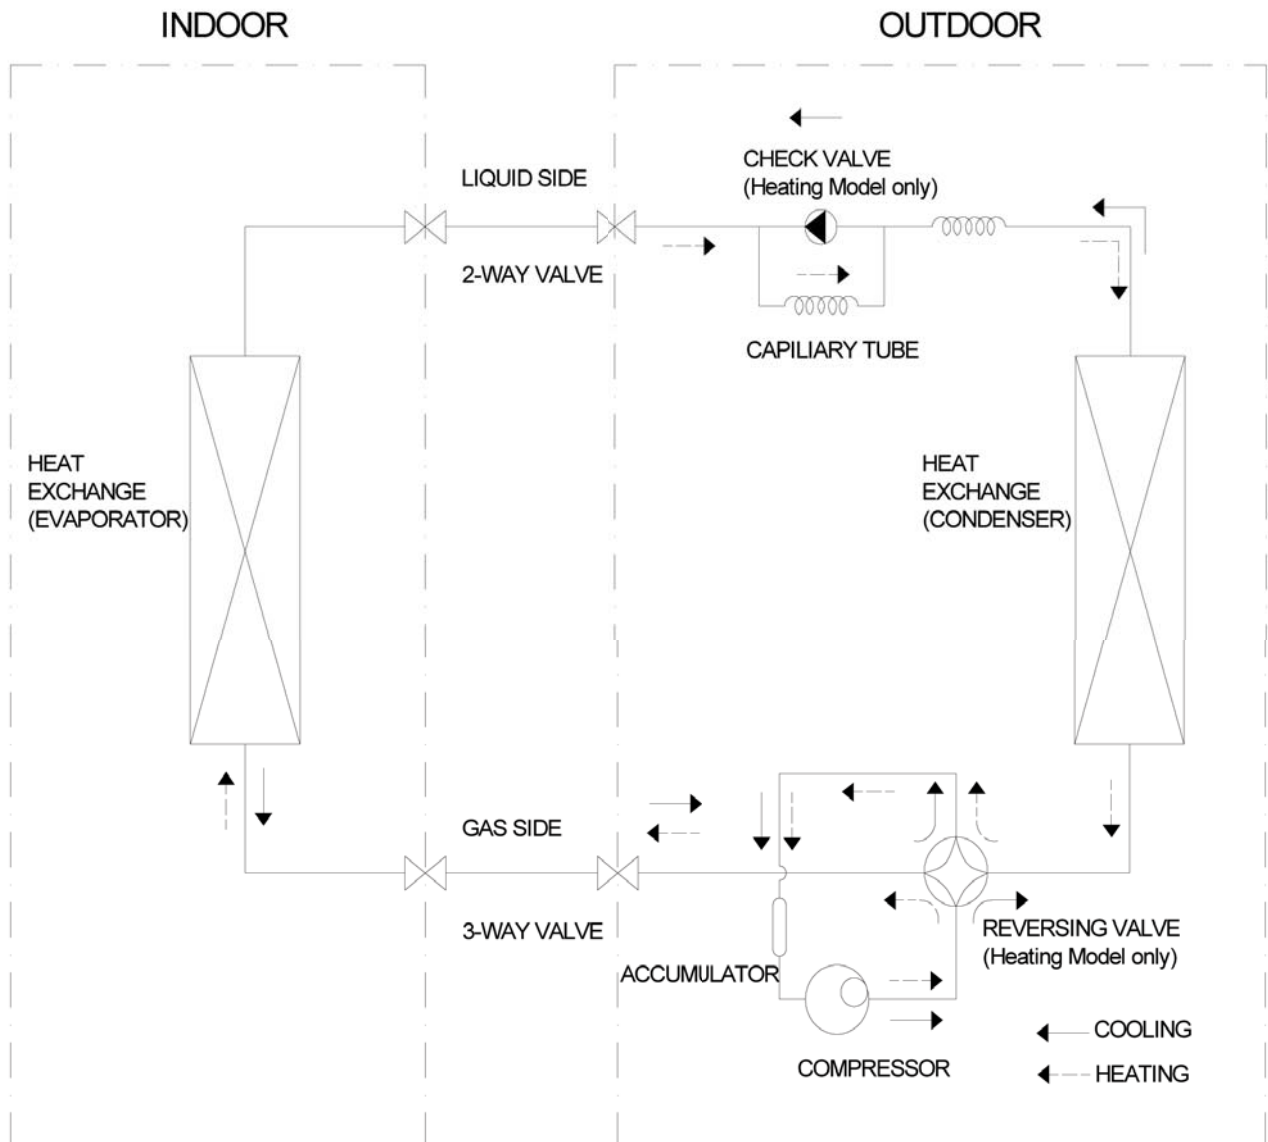 INDOOR
OUTDOOR
CHECK VALVE
(Heating Model only)
LIQUID SIDE
2-WAY VALVE
CAPILIARY TUBE
HEAT
EXCHANGE
(EVAPORATOR)
HEAT
EXCHANGE
(CONDENSER)
GAS SIDE
3-WAY VALVE
REVERSING VALVE
(Heating Model only)
ACCUMULATOR
COMPRESSOR
COOLING
HEATING